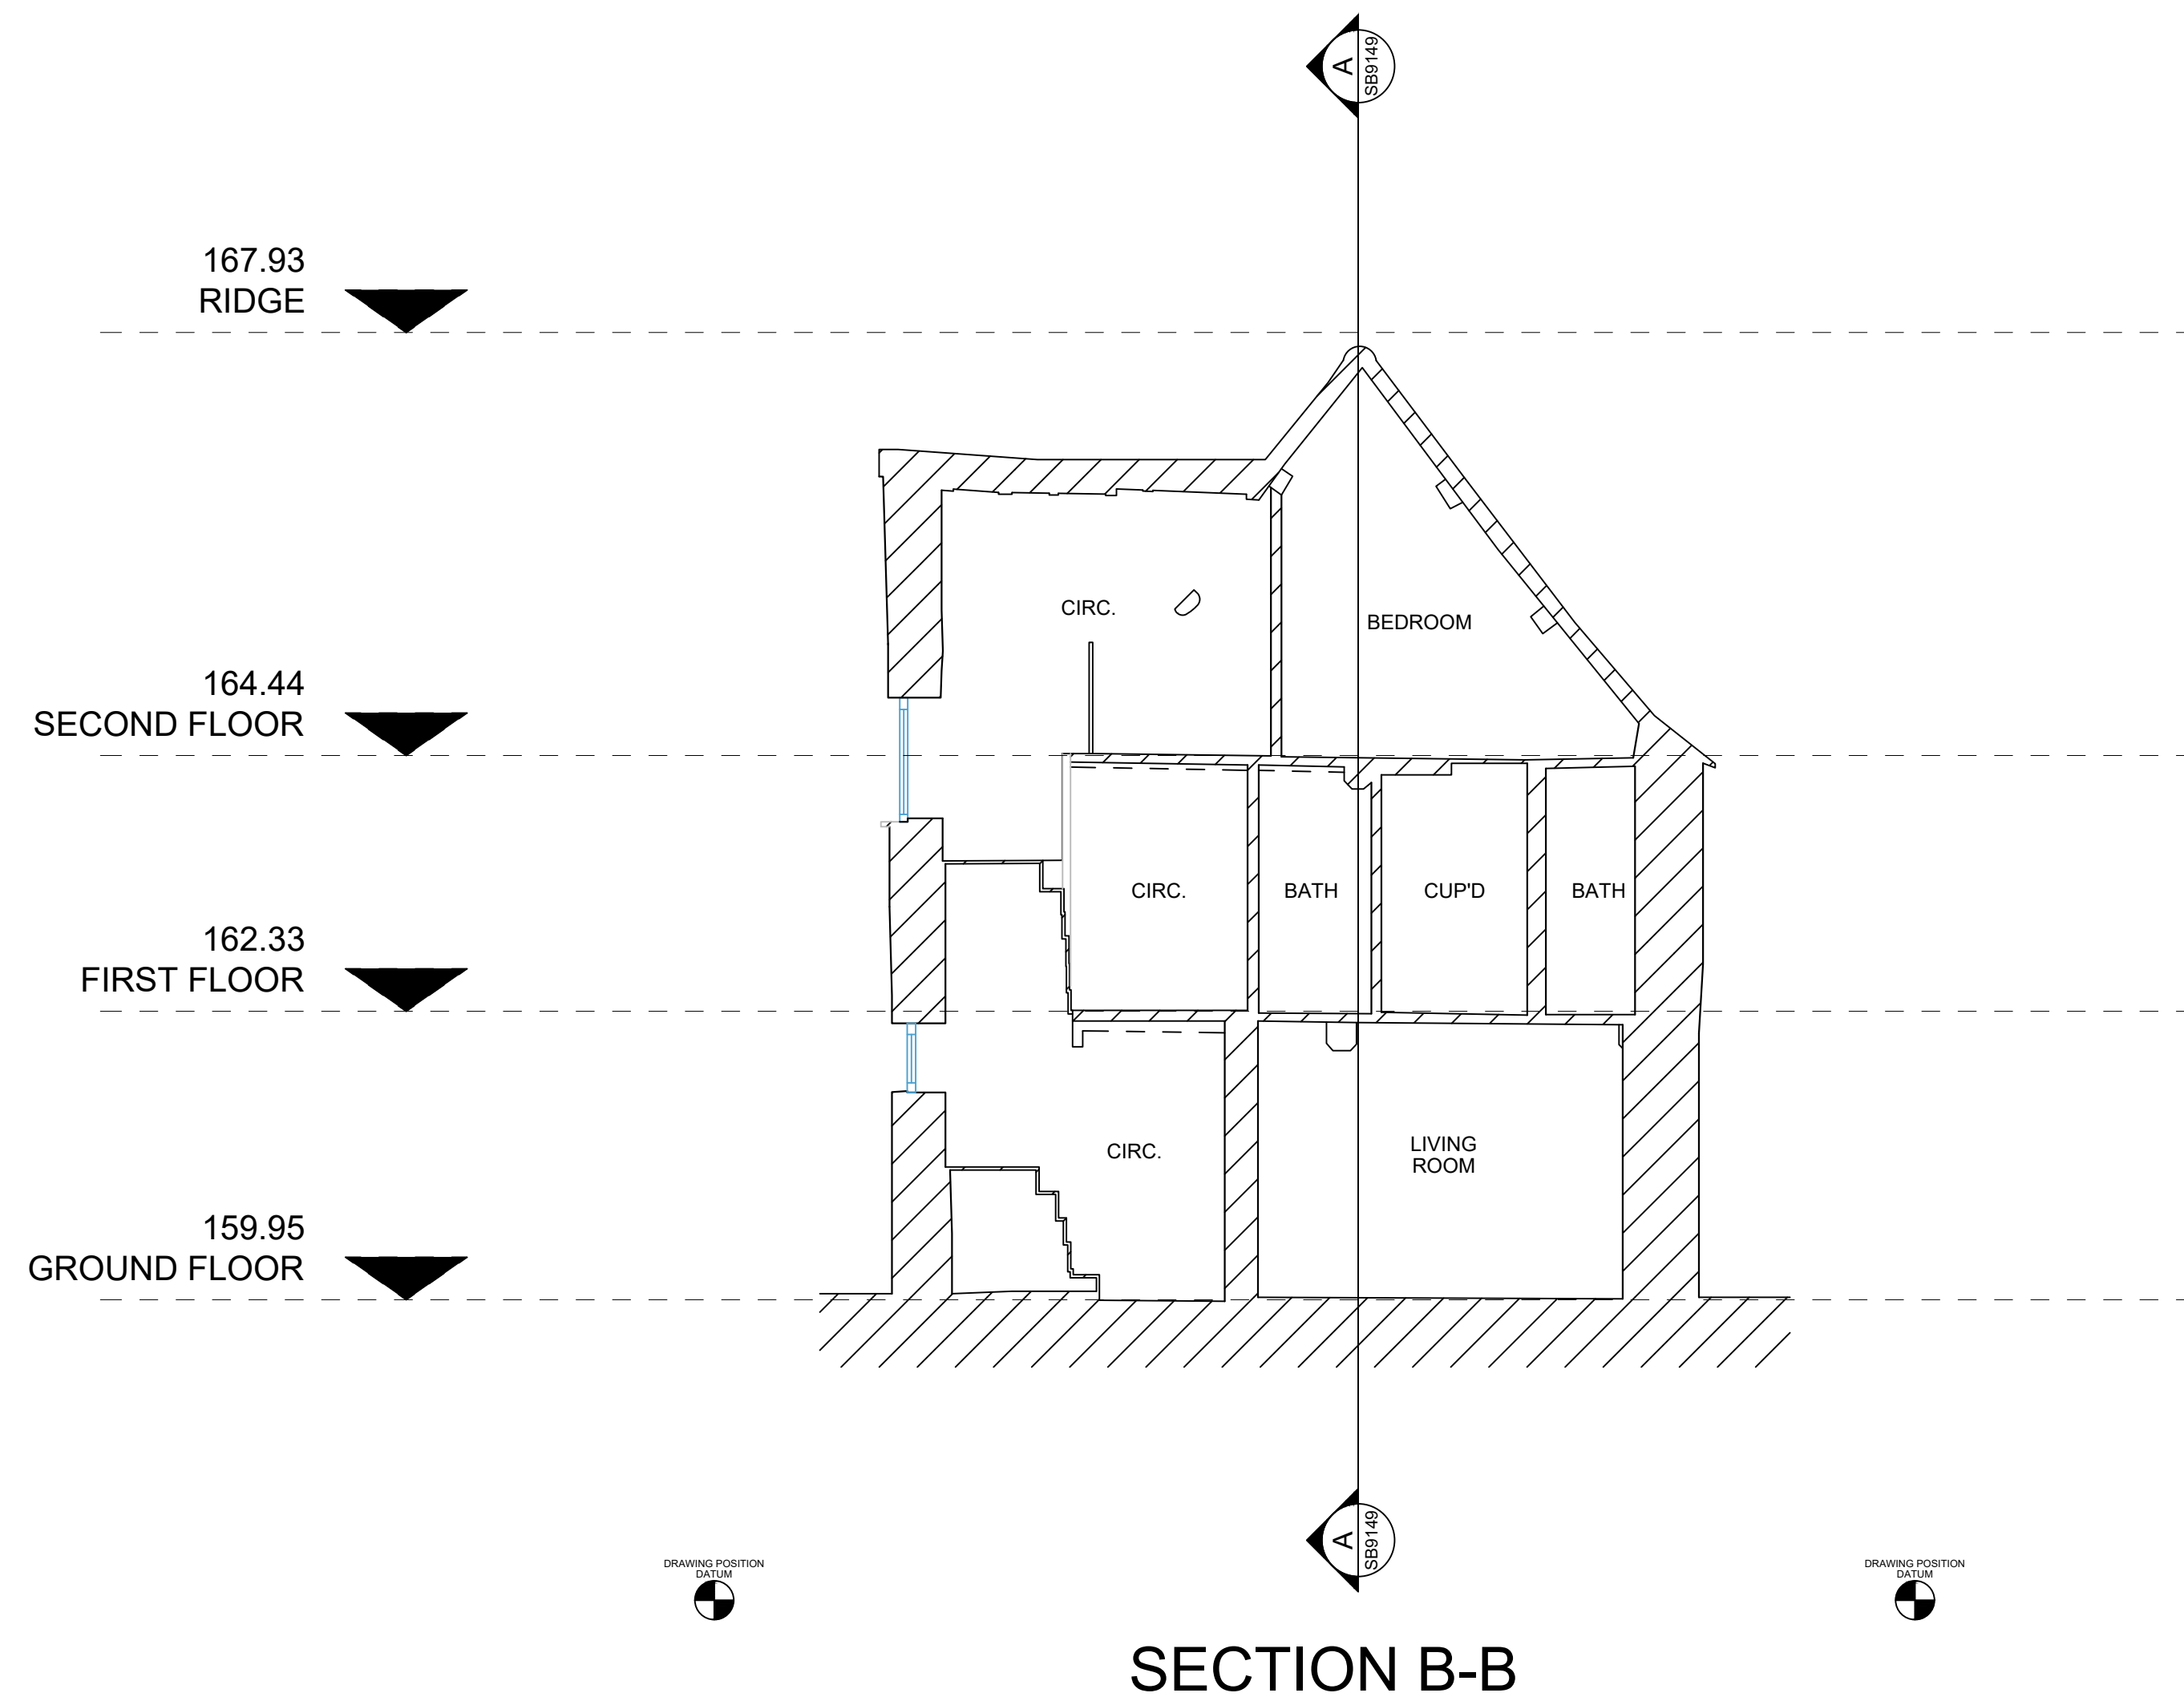 A
SB9149
167.93
RIDGE
CIRC.
BEDROOM
164.44
SECOND FLOOR
CIRC.
BATH
CUP'D
BATH
162.33
FIRST FLOOR
CIRC.
LIVING
ROOM
159.95
GROUND FLOOR
A
SB9149
DRAWING POSITION
DATUM
DRAWING POSITION
DATUM
SECTION B-B